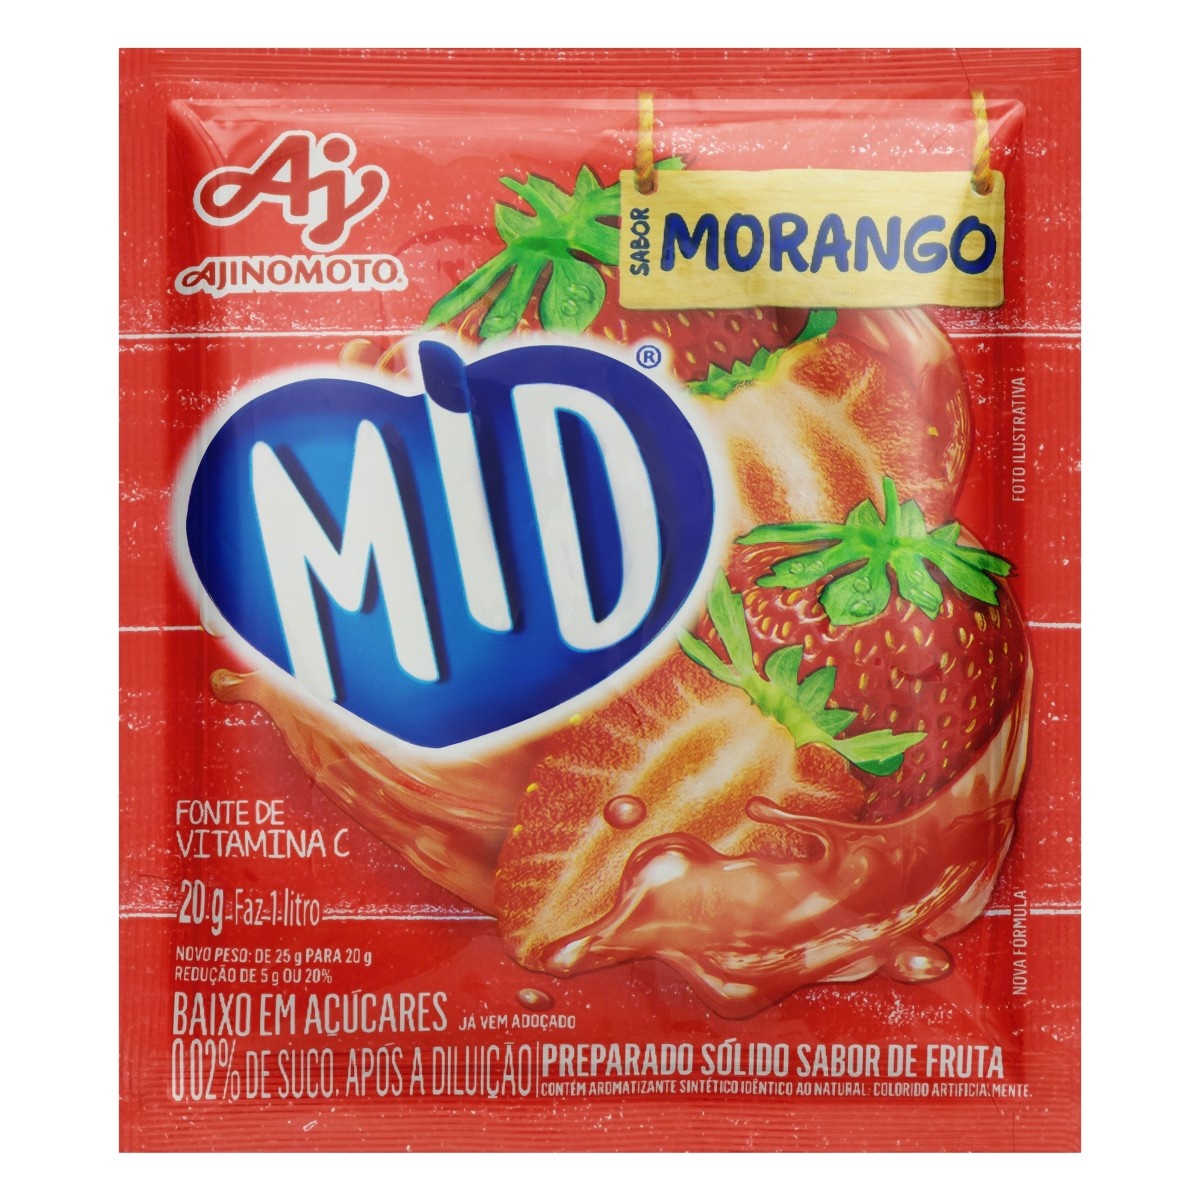 Aj
AJINOMOTO®
SABOR
MORANGO
MID®
FOTO ILUSTRATIVA
FONTE DE
VITAMINA C
20 g Faz 1 litro
NOVO PESO: DE 25 g PARA 20 g
REDUÇÃO DE 5 g OU 20%
BAIXO EM AÇÚCARES JÁ VEM ADOÇADO
NOVA FÓRMULA
0,02% DE SUCO, APÓS A DILUIÇÃO
PREPARADO SÓLIDO SABOR DE FRUTA
CONTÉM AROMATIZANTE SINTÉTICO IDÊNTICO AO NATURAL. COLORIDO ARTIFICIALMENTE.